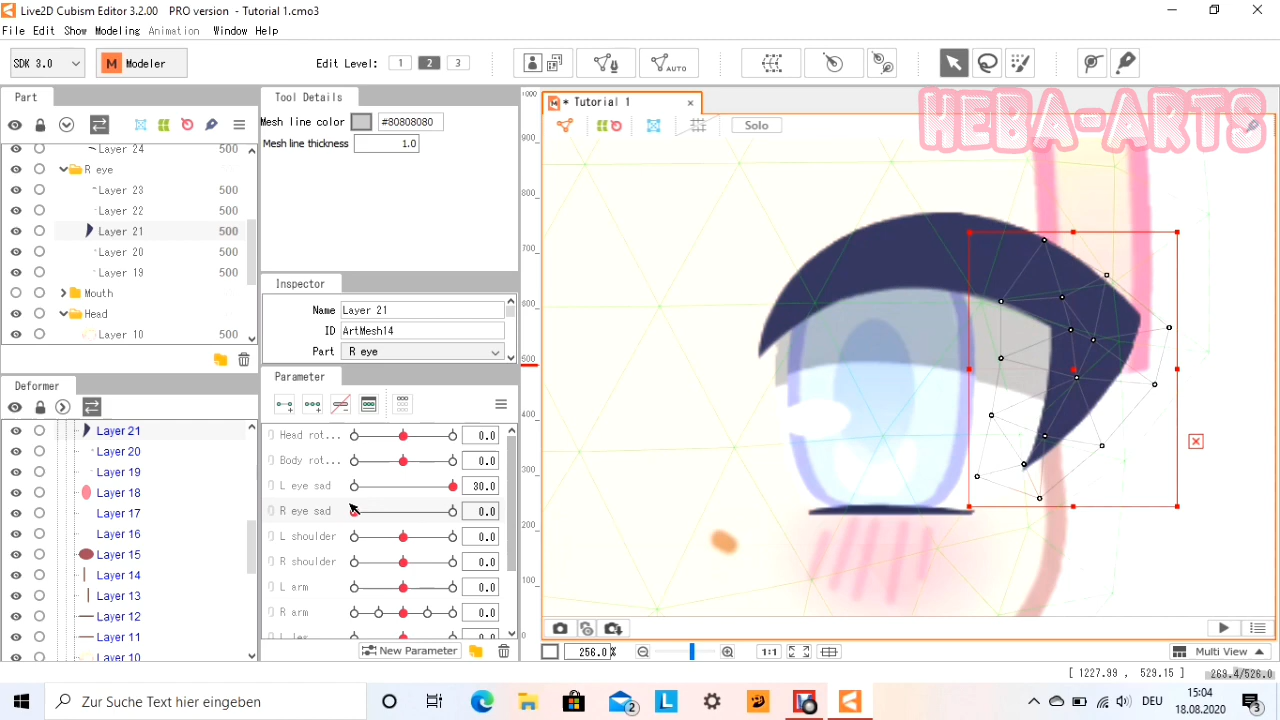 Live2D Cubism Editor 3.2.00    PRO version  - Tutorial 1.cmo3
File  Edit  Show  Modeling  Animation  Window  Help
SDK 3.0  M  Modeler  Edit Level:  1  2  3  AUTO
Part
Tool Details
M * Tutorial 1
HEBA-ARTS
Mesh line color  #80808080
Mesh line thickness  1.0
Solo
Layer 24  500
R eye  500
Layer 23  500
Layer 22  500
Layer 21  500
Layer 20  500
Layer 19  500
Mouth
Head  500
Layer 10  500
Inspector
Name  Layer 21
ID  ArtMesh14
Part  R eye
Deformer
Layer 21
Layer 20
Layer 19
Layer 18
Layer 17
Layer 16
Layer 15
Layer 14
Layer 13
Layer 12
Layer 11
Layer 10
Parameter
Head rot...  0.0
Body rot...  0.0
L eye sad  30.0
R eye sad  0.0
L shoulder  0.0
R shoulder  0.0
L arm  0.0
R arm  0.0
L leg  0.0
New Parameter
1000
900
800
700
600
500
400
300
200
100
0
256.0 %  1:1  Multi View
[ 1227.99 ,  529.15 ]
Zur Suche Text hier eingeben
2
L
DEU
15:04
18.08.2020
3